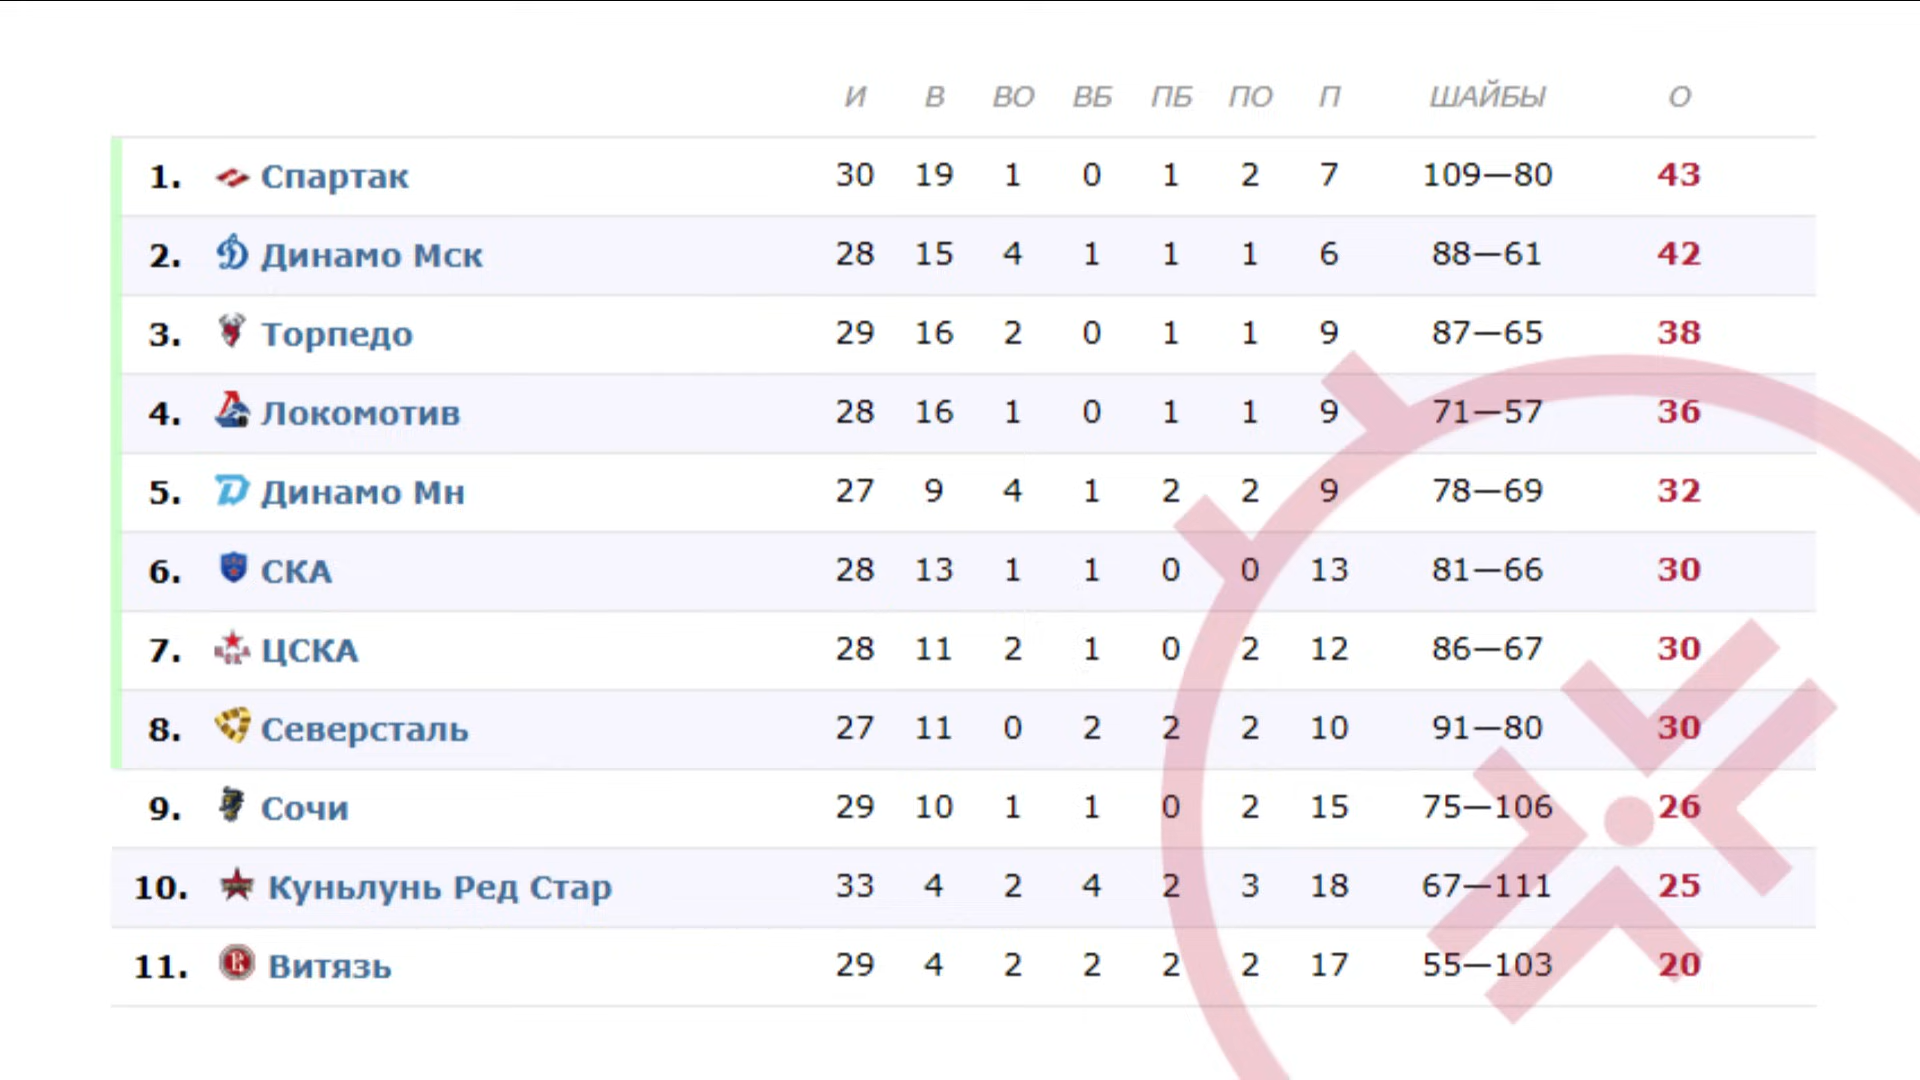 И В ВО ВБ ПБ ПО П ШАЙБЫ О
1. Спартак 30 19 1 0 1 2 7 109—80 43
2. Динамо Мск 28 15 4 1 1 1 6 88—61 42
3. Торпедо 29 16 2 0 1 1 9 87—65 38
4. Локомотив 28 16 1 0 1 1 9 71—57 36
5. Динамо Мн 27 9 4 1 2 2 9 78—69 32
6. СКА 28 13 1 1 0 0 13 81—66 30
7. ЦСКА 28 11 2 1 0 2 12 86—67 30
8. Северсталь 27 11 0 2 2 2 10 91—80 30
9. Сочи 29 10 1 1 0 2 15 75—106 26
10. Куньлунь Ред Стар 33 4 2 4 2 3 18 67—111 25
11. Витязь 29 4 2 2 2 2 17 55—103 20